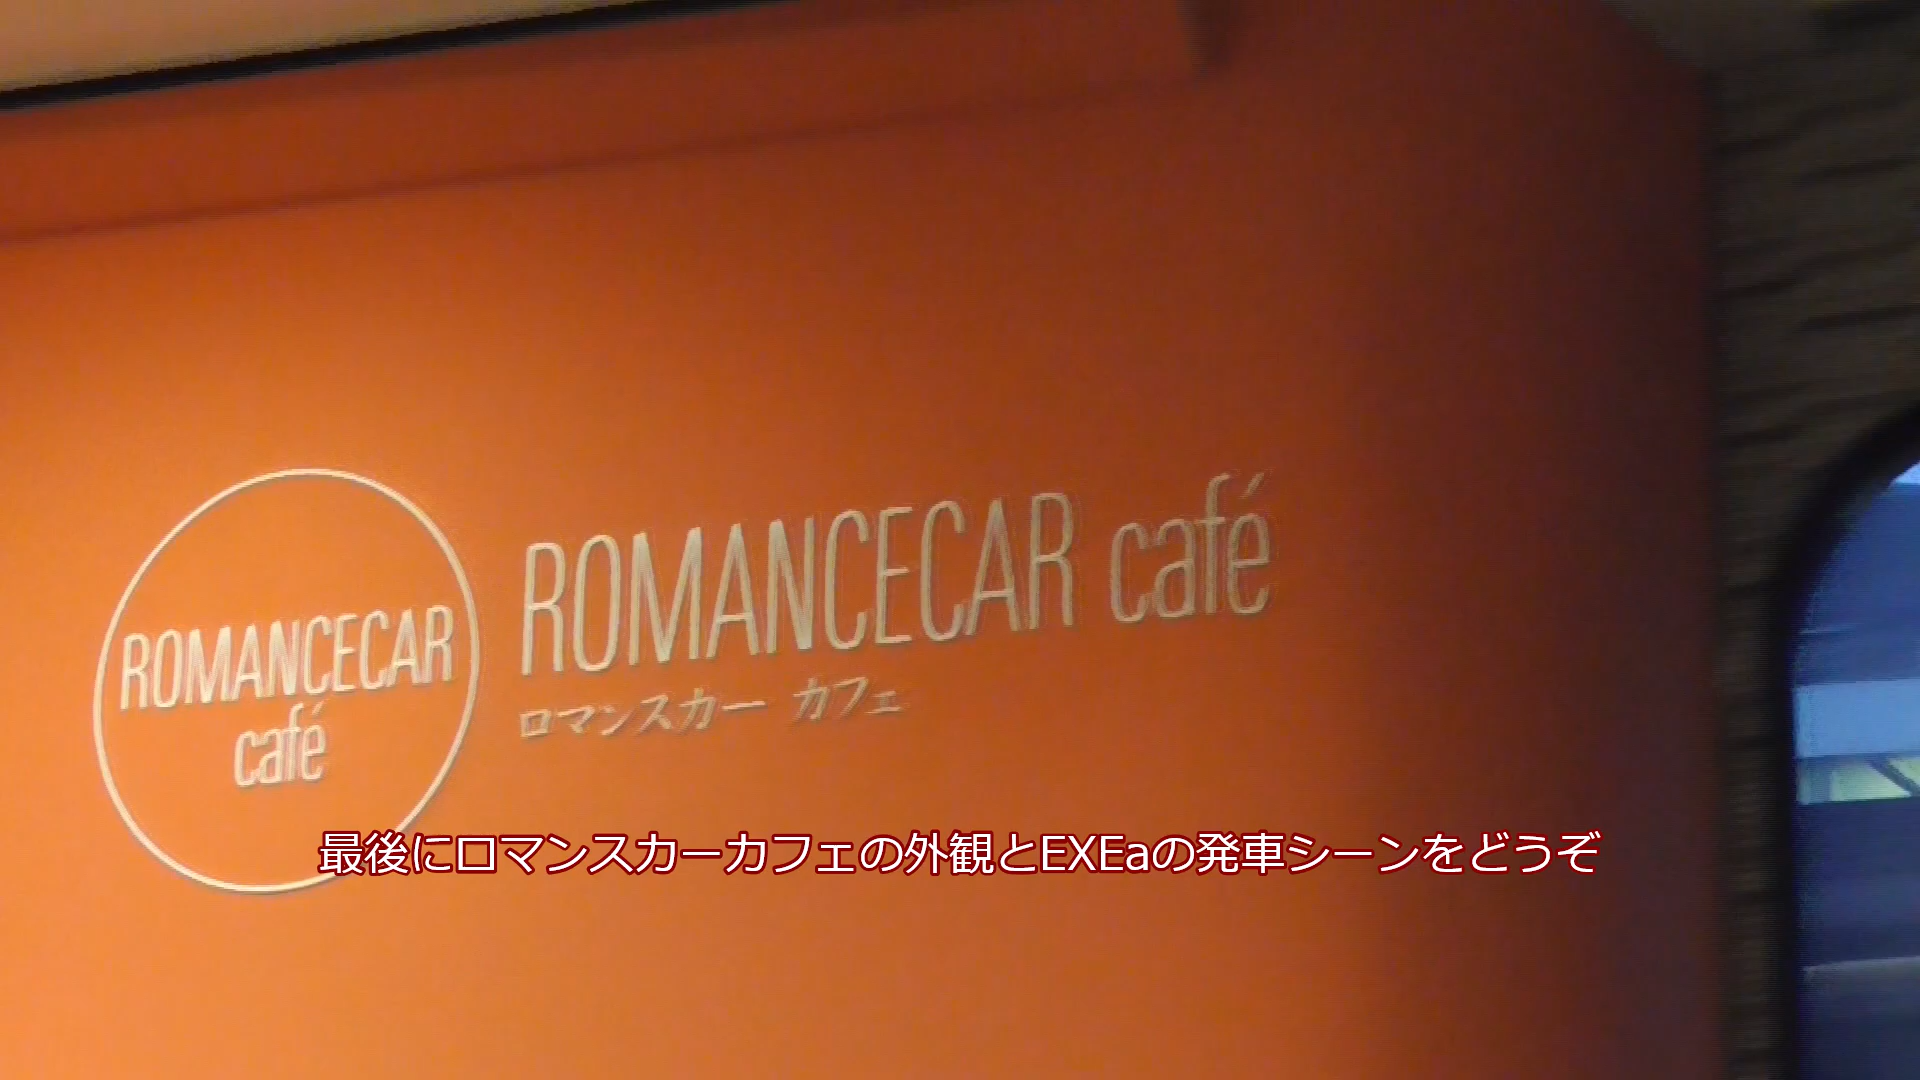 ROMANCECAR
café
ROMANCECAR café
ロマンスカー カフェ
最後にロマンスカーカフェの外観とEXEaの発車シーンをどうぞ